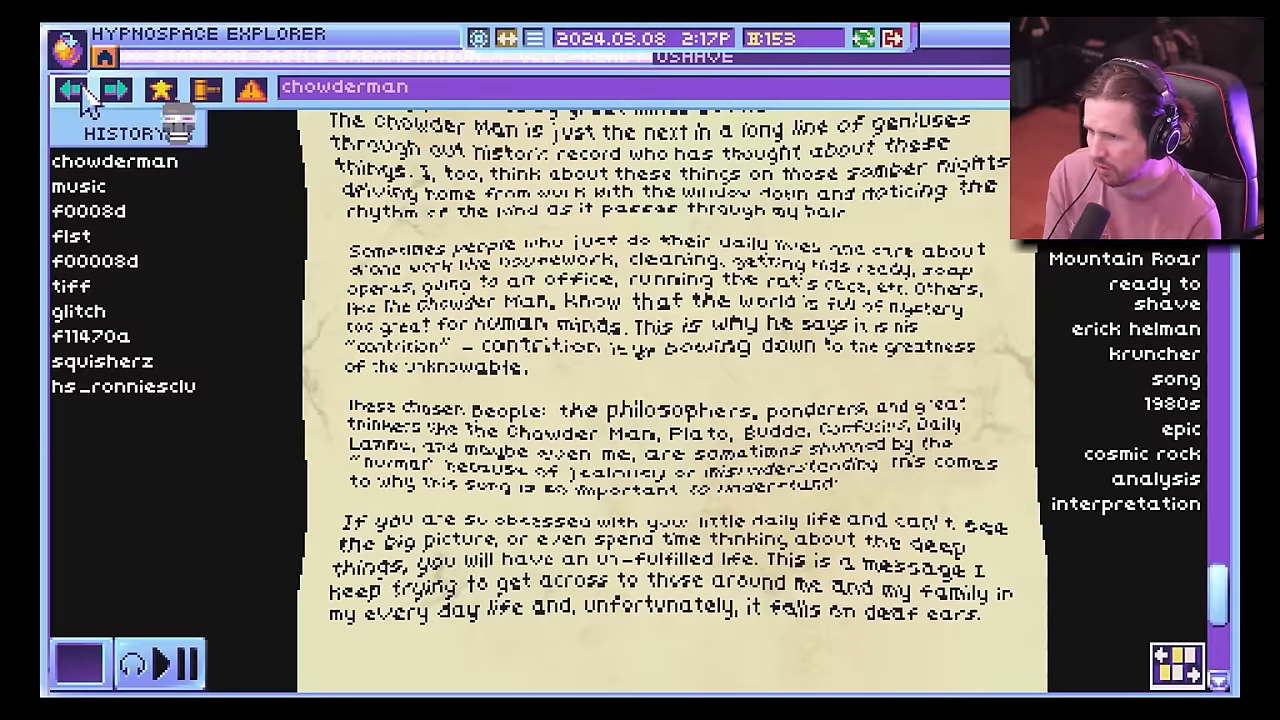 HYPNOSPACE EXPLORER
2024.03.08 2:17P
153
USHAVE
chowderman
HISTORY
chowderman
music
f0008d
fist
f00008d
tiff
glitch
f11470a
squisherz
hs_ronniesclu
The Chowder Man is just the next in a long line of geniuses
through out historic record who has thought about these
things. I, too, think about these things on those somber nights
driving home from work with the window down and noticing the
rhythm of the wind as it passes through my hair
Sometimes people who just do their daily lives and care about
alone work like housework, cleaning, getting kids ready, soap
operas, going to an office, running the rat's race, etc. Others,
like the Chowder Man, know that the world is full of mystery
too great for human minds. This is why he says it is his
"contrition" - contrition is bowing down to the greatness
of the unknowable.
These chosen people: the philosophers, ponderers, and great
thinkers like the Chowder Man, Plato, Budda, Confusius, Daily
Lamne, and maybe even me, are sometimes shunned by the
"normal" because of jealousy or misunderstanding This comes
to why this song is so important to understand:
If you are so obsessed with your little daily life and can't see
the big picture, or even spend time thinking about the deep
things, you will have an un-fulfilled life. This is a message I
keep trying to get across to those around me and my family in
my every day life and, unfortunately, it falls on deaf ears.
Mountain Roar
ready to
shave
erick helman
kruncher
song
1980s
epic
cosmic rock
analysis
interpretation